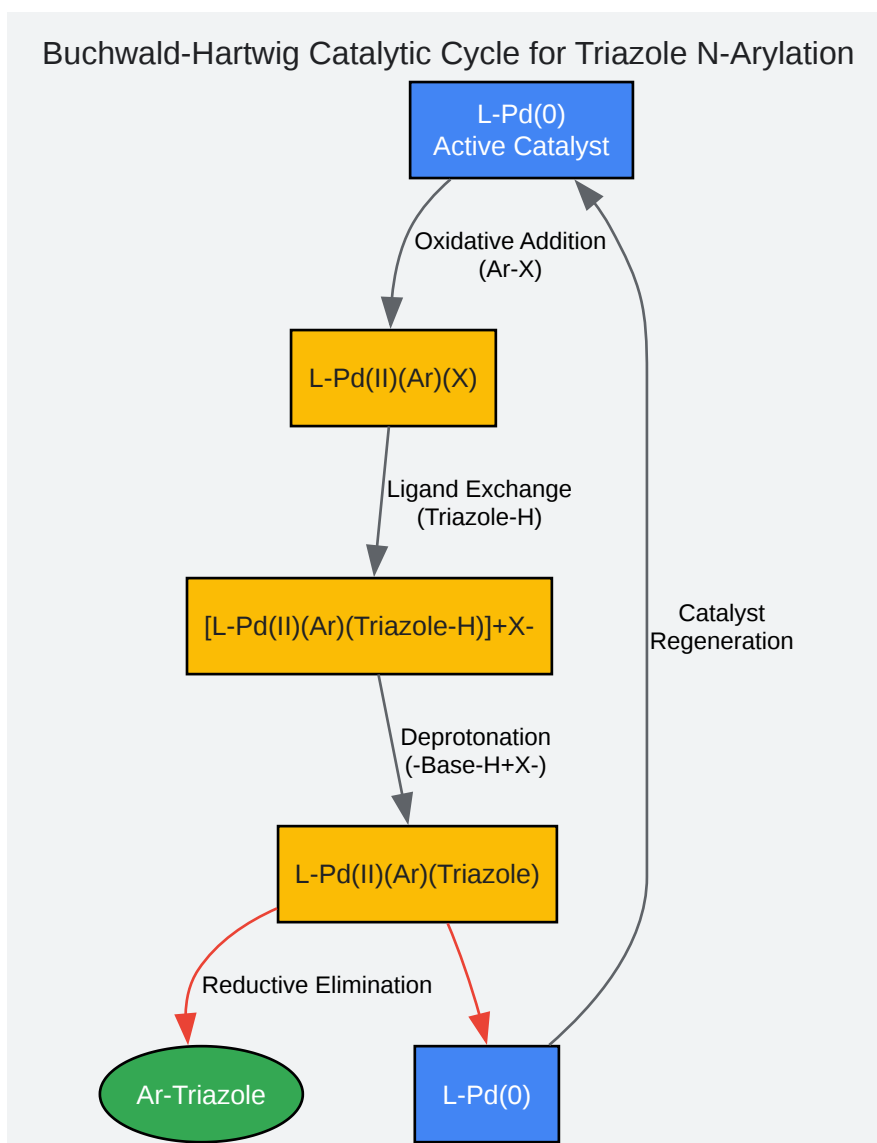 Buchwald-Hartwig Catalytic Cycle for Triazole N-Arylation
L-Pd(0)
Active Catalyst
Oxidative Addition
(Ar-X)
L-Pd(II)(Ar)(X)
Ligand Exchange
(Triazole-H)
[L-Pd(II)(Ar)(Triazole-H)]+X-
Catalyst
Regeneration
Deprotonation
(-Base-H+X-)
L-Pd(II)(Ar)(Triazole)
Reductive Elimination
Ar-Triazole
L-Pd(0)